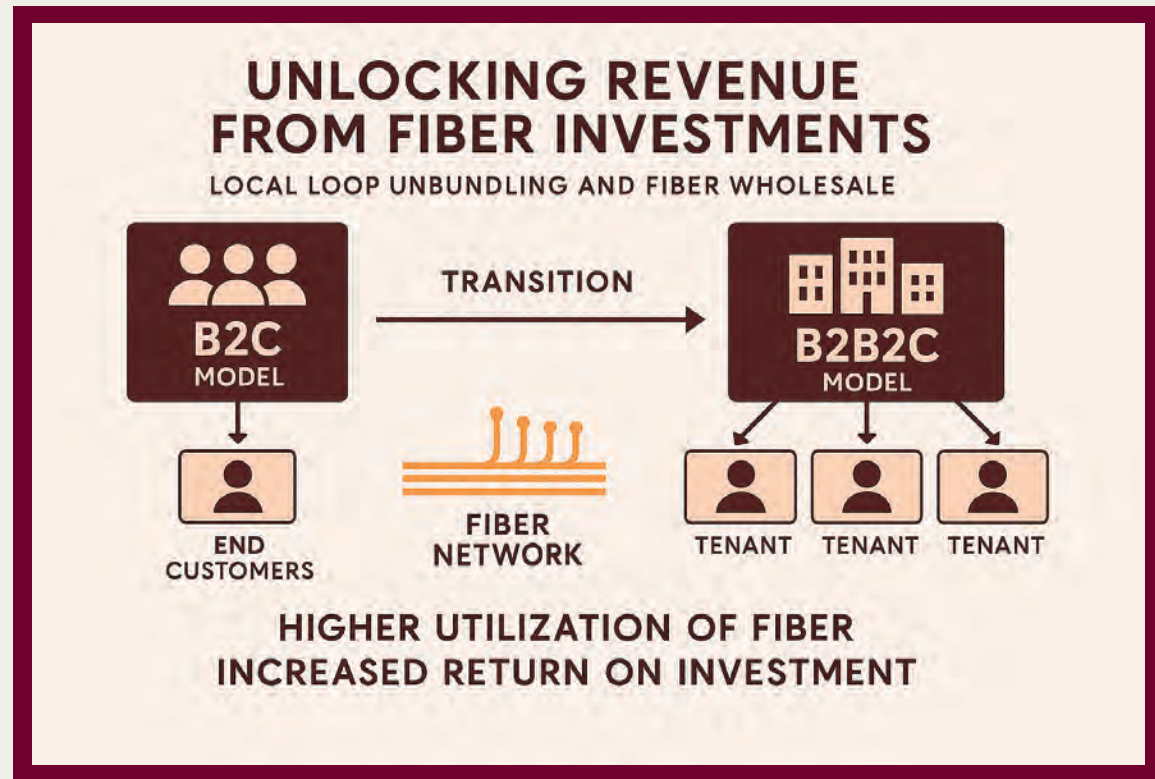 UNLOCKING REVENUE
FROM FIBER INVESTMENTS
LOCAL LOOP UNBUNDLING AND FIBER WHOLESALE
B2C
MODEL
TRANSITION
B2B2C
MODEL
END
CUSTOMERS
FIBER
NETWORK
TENANT
TENANT
TENANT
HIGHER UTILIZATION OF FIBER
INCREASED RETURN ON INVESTMENT